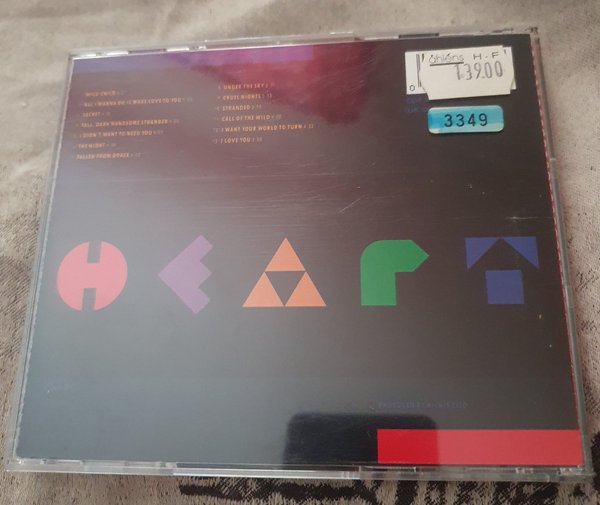 "WILD CHILD"
ALL I WANNA DO IS MAKE LOVE TO YOU
SECRET
TALL, DARK HANDSOME STRANGER
I DIDN'T WANT TO NEED YOU
THE NIGHT
FALLEN FROM GRACE
UNDER THE SKY
CRUEL NIGHTS
STRANDED
CALL OF THE WILD
I WANT YOUR WORLD TO TURN
I LOVE YOU
åhléns H-F
139.00
3349
HEART